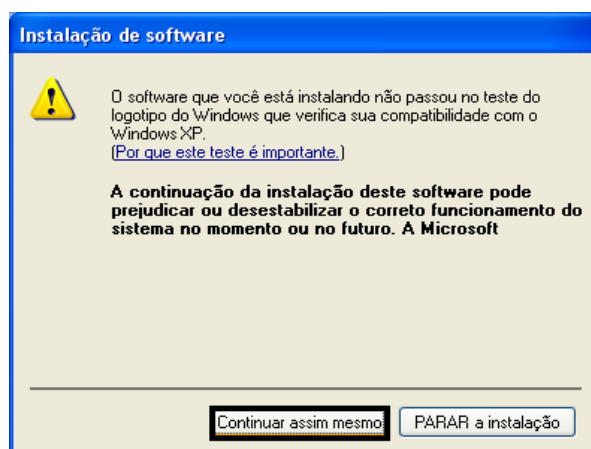 Instalação de software
O software que você está instalando não passou no teste do
logotipo do Windows que verifica sua compatibilidade com o
Windows XP.
(Por que este teste é importante.)
A continuação da instalação deste software pode
prejudicar ou desestabilizar o correto funcionamento do
sistema no momento ou no futuro. A Microsoft
Continuar assim mesmo
PARAR a instalação